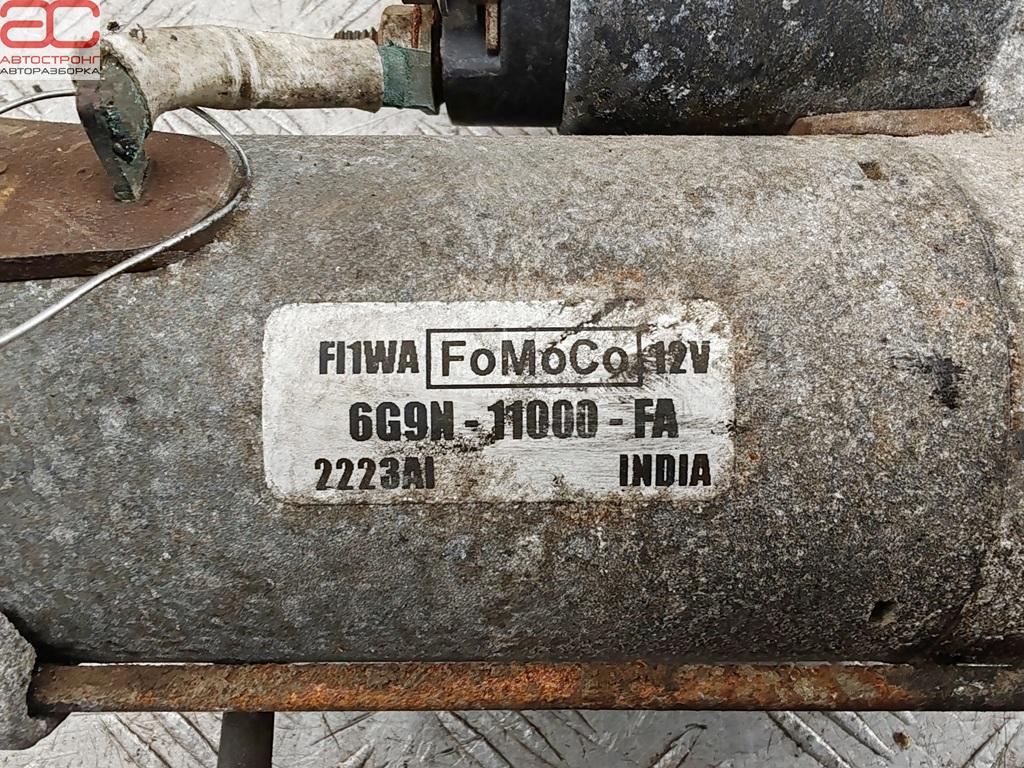 ас
АВТОСТРОНГ
АВТОРАЗБОРКА
FI1WA FoMoCo 12V
6G9N - 11000 - FA
2223AI INDIA